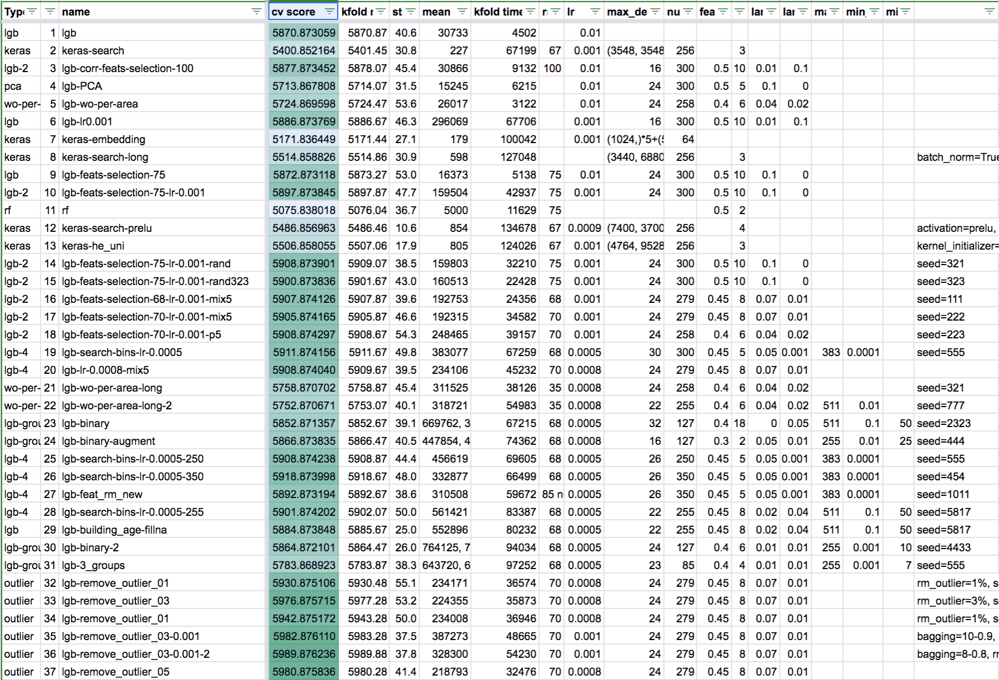 Type name cv score kfold r st mean kfold time r lr max_de nu fea lar lar ma min_ mi
lgb 1 lgb 5870.873059 5870.87 40.6 30733 4502 0.01
keras 2 keras-search 5400.852164 5401.45 30.8 227 67199 67 0.001 (3548, 3548 256 3
lgb-2 3 lgb-corr-feats-selection-100 5877.873452 5878.07 45.4 30866 9132 100 0.01 16 300 0.5 10 0.01 0.1
pca 4 lgb-PCA 5713.867808 5714.07 31.5 15245 6215 0.01 24 300 0.5 5 0.1 0
wo-per- 5 lgb-wo-per-area 5724.869598 5724.47 53.6 26017 3122 0.01 24 258 0.4 6 0.04 0.02
lgb 6 lgb-lr0.001 5886.873769 5886.67 46.3 296069 67706 0.001 16 300 0.5 10 0.01 0.1
keras 7 keras-embedding 5171.836449 5171.44 27.1 179 100042 0.001 (1024,)*5+(5 64
keras 8 keras-search-long 5514.858826 5514.86 30.9 598 127048 (3440, 6880 256 3 batch_norm=True
lgb 9 lgb-feats-selection-75 5872.873118 5873.27 53.0 16373 5138 75 0.01 24 300 0.5 10 0.1 0
lgb-2 10 lgb-feats-selection-75-lr-0.001 5897.873845 5897.87 47.7 159504 42937 75 0.001 24 300 0.5 10 0.1 0
rf 11 rf 5075.838018 5076.04 36.7 5000 11629 75 0.5 2
keras 12 keras-search-prelu 5486.856963 5486.46 10.6 854 134678 67 0.0009 (7400, 3700 256 4 activation=prelu,
keras 13 keras-he_uni 5506.858055 5507.06 17.9 805 124026 67 0.001 (4764, 9528 256 3 kernel_initializer=
lgb-2 14 lgb-feats-selection-75-lr-0.001-rand 5908.873901 5909.07 38.5 159803 32210 75 0.001 24 300 0.5 10 0.1 0 seed=321
lgb-2 15 lgb-feats-selection-75-lr-0.001-rand323 5900.873836 5901.67 43.0 160513 22428 75 0.001 24 300 0.5 10 0.1 0 seed=323
lgb-2 16 lgb-feats-selection-68-lr-0.001-mix5 5907.874126 5907.87 39.6 192753 24356 68 0.001 24 279 0.45 8 0.07 0.01 seed=111
lgb-2 17 lgb-feats-selection-70-lr-0.001-mix5 5905.874165 5905.87 46.6 192315 34582 70 0.001 24 279 0.45 8 0.07 0.01 seed=222
lgb-2 18 lgb-feats-selection-70-lr-0.001-p5 5908.874297 5908.67 54.3 248465 39157 70 0.001 24 258 0.4 6 0.04 0.02 seed=223
lgb-4 19 lgb-search-bins-lr-0.0005 5911.874156 5911.67 49.8 383077 67259 68 0.0005 30 300 0.45 5 0.05 0.001 383 0.0001 seed=555
lgb-4 20 lgb-lr-0.0008-mix5 5908.874040 5909.67 39.5 234106 45232 70 0.0008 24 279 0.45 8 0.07 0.01
wo-per- 21 lgb-wo-per-area-long 5758.870702 5758.87 45.4 311525 38126 35 0.0008 24 258 0.4 6 0.04 0.02 seed=321
wo-per- 22 lgb-wo-per-area-long-2 5752.870671 5753.07 40.1 318721 54983 35 0.0008 22 255 0.4 6 0.04 0.02 511 0.01 seed=777
lgb-grou 23 lgb-binary 5852.871357 5852.67 39.1 669762, 3 67215 68 0.0005 32 127 0.4 18 0 0.05 511 0.1 50 seed=2323
lgb-grou 24 lgb-binary-augment 5866.873835 5866.47 40.5 447854, 4 74362 68 0.0008 16 127 0.3 2 0.05 0.01 255 0.01 25 seed=444
lgb-4 25 lgb-search-bins-lr-0.0005-250 5908.874238 5908.87 44.4 456619 69605 68 0.0005 26 250 0.45 5 0.05 0.001 383 0.0001 seed=555
lgb-4 26 lgb-search-bins-lr-0.0005-350 5918.873998 5918.67 48.0 332877 66499 68 0.0005 26 350 0.45 5 0.05 0.001 383 0.0001 seed=454
lgb-4 27 lgb-feat_rm_new 5892.873194 5892.67 38.6 310508 59672 85 n 0.0005 26 350 0.45 5 0.05 0.001 383 0.0001 seed=1011
lgb-4 28 lgb-search-bins-lr-0.0005-255 5901.874202 5902.07 50.0 561421 83387 68 0.0005 22 255 0.45 8 0.02 0.04 511 0.1 50 seed=5817
lgb 29 lgb-building_age-fillna 5884.873848 5885.67 25.0 552896 80232 68 0.0005 22 255 0.45 8 0.02 0.04 511 0.1 50 seed=5817
lgb-grou 30 lgb-binary-2 5864.872101 5864.47 26.0 764125, 7 94034 68 0.0005 24 127 0.4 6 0.01 0.01 255 0.001 10 seed=4433
lgb-grou 31 lgb-3_groups 5783.868923 5783.87 38.3 643720, 6 97252 68 0.0005 23 85 0.4 4 0.01 0.01 255 0.001 7 seed=555
outlier 32 lgb-remove_outlier_01 5930.875106 5930.48 55.1 234171 36574 70 0.0008 24 279 0.45 8 0.07 0.01 rm_outlier=1%, s
outlier 33 lgb-remove_outlier_03 5976.875715 5977.28 53.2 224355 35873 70 0.0008 24 279 0.45 8 0.07 0.01 rm_outlier=3%, s
outlier 34 lgb-remove_outlier_01 5942.875172 5943.28 50.0 234008 36946 70 0.0008 24 279 0.45 8 0.07 0.01 rm_outlier=1%, s
outlier 35 lgb-remove_outlier_03-0.001 5982.876110 5983.28 37.5 387273 48665 70 0.001 24 279 0.45 8 0.07 0.01 bagging=10-0.9,
outlier 36 lgb-remove_outlier_03-0.001-2 5989.876236 5989.88 37.8 328300 54230 70 0.001 24 279 0.45 8 0.07 0.01 bagging=8-0.8, rr
outlier 37 lgb-remove_outlier_05 5980.875836 5980.28 41.4 218793 32476 70 0.0008 24 279 0.45 8 0.07 0.01